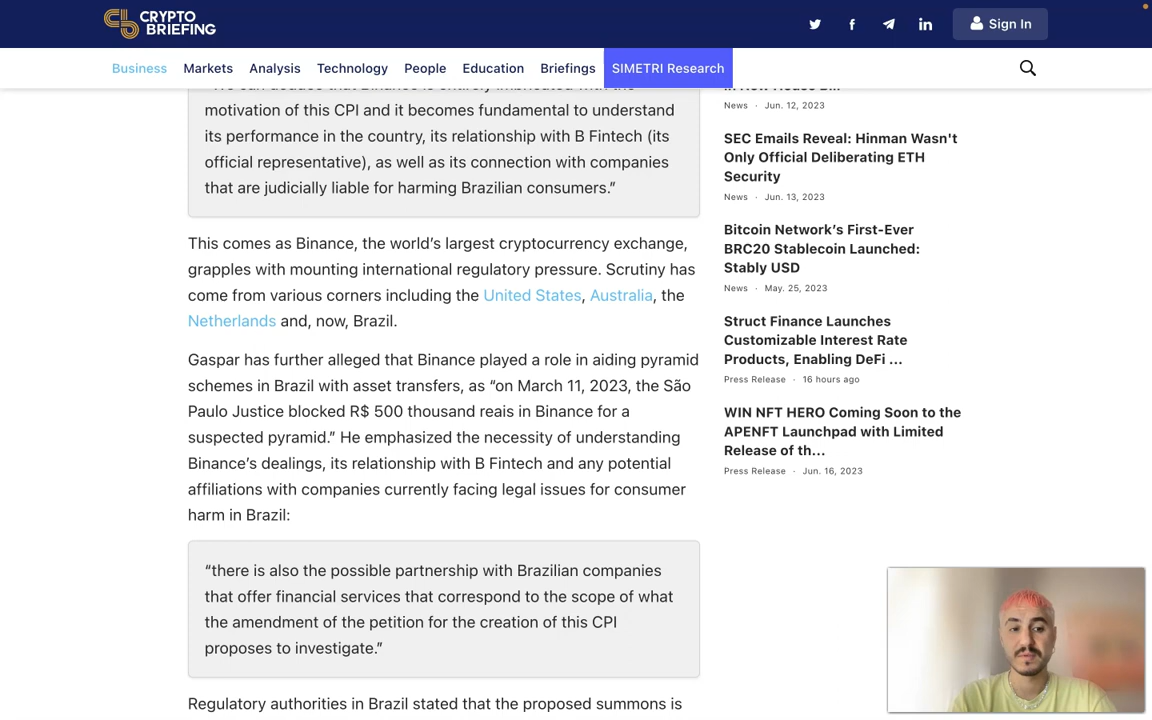 CRYPTO
BRIEFING
Sign In
Business Markets Analysis Technology People Education Briefings SIMETRI Research
motivation of this CPI and it becomes fundamental to understand
its performance in the country, its relationship with B Fintech (its
official representative), as well as its connection with companies
that are judicially liable for harming Brazilian consumers.”
This comes as Binance, the world’s largest cryptocurrency exchange,
grapples with mounting international regulatory pressure. Scrutiny has
come from various corners including the United States, Australia, the
Netherlands and, now, Brazil.
Gaspar has further alleged that Binance played a role in aiding pyramid
schemes in Brazil with asset transfers, as “on March 11, 2023, the São
Paulo Justice blocked R$ 500 thousand reais in Binance for a
suspected pyramid.” He emphasized the necessity of understanding
Binance’s dealings, its relationship with B Fintech and any potential
affiliations with companies currently facing legal issues for consumer
harm in Brazil:
“there is also the possible partnership with Brazilian companies
that offer financial services that correspond to the scope of what
the amendment of the petition for the creation of this CPI
proposes to investigate.”
Regulatory authorities in Brazil stated that the proposed summons is
News · Jun. 12, 2023
SEC Emails Reveal: Hinman Wasn't
Only Official Deliberating ETH
Security
News · Jun. 13, 2023
Bitcoin Network’s First-Ever
BRC20 Stablecoin Launched:
Stably USD
News · May. 25, 2023
Struct Finance Launches
Customizable Interest Rate
Products, Enabling DeFi ...
Press Release · 16 hours ago
WIN NFT HERO Coming Soon to the
APENFT Launchpad with Limited
Release of th...
Press Release · Jun. 16, 2023